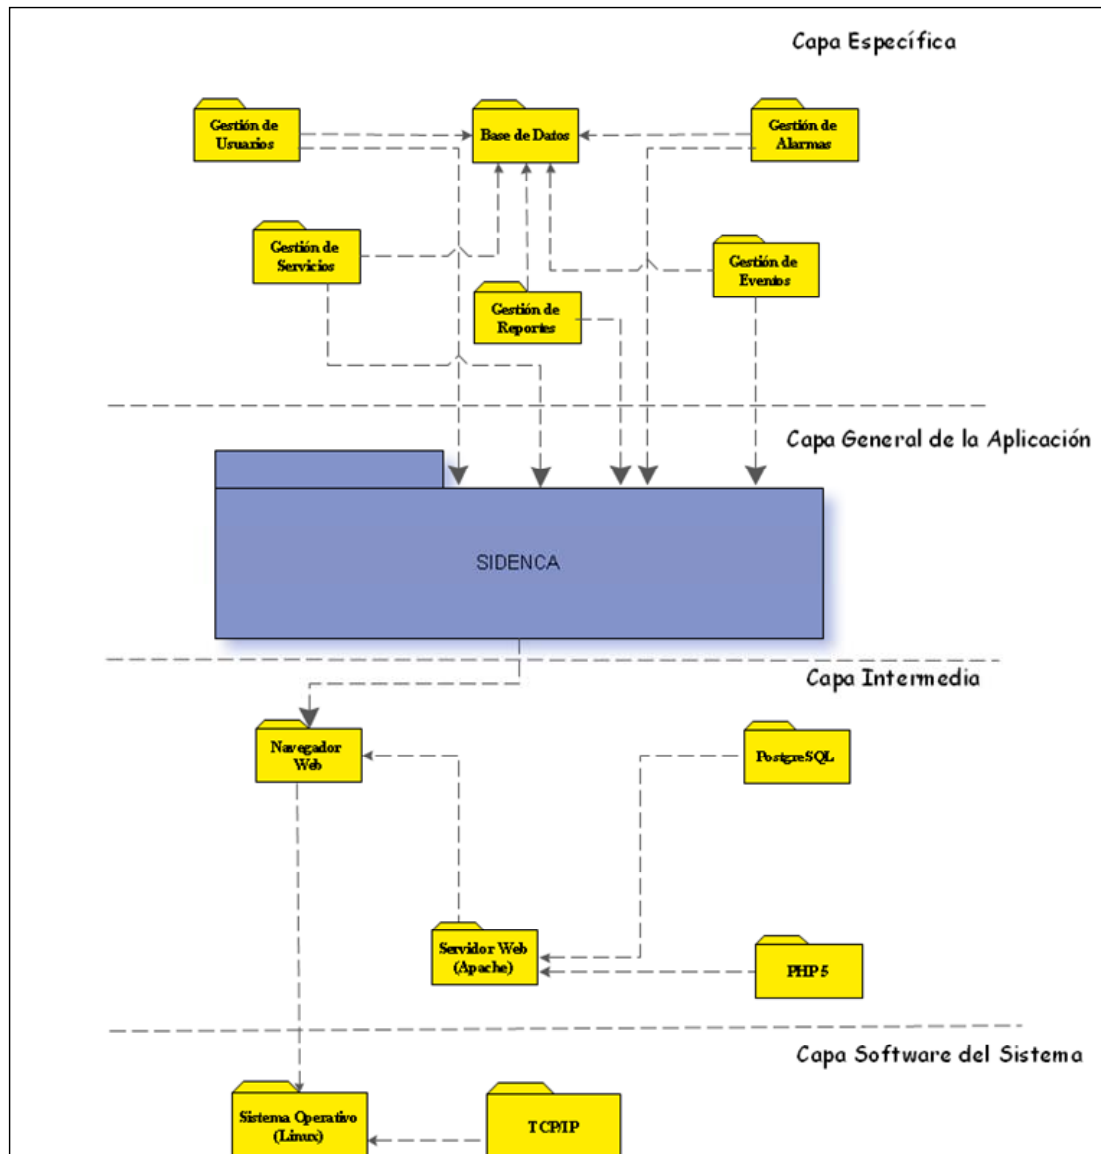 Capa Específica
Gestión de
Usuarios
Base de Datos
Gestión de
Alarmas
Gestión de
Servicios
Gestión de
Eventos
Gestión de
Reportes
Capa General de la Aplicación
SIDENCA
Capa Intermedia
Navegador
Web
PostgreSQL
Servidor Web
(Apache)
PHP 5
Capa Software del Sistema
Sistema Operativo
(Linux)
TCP/IP